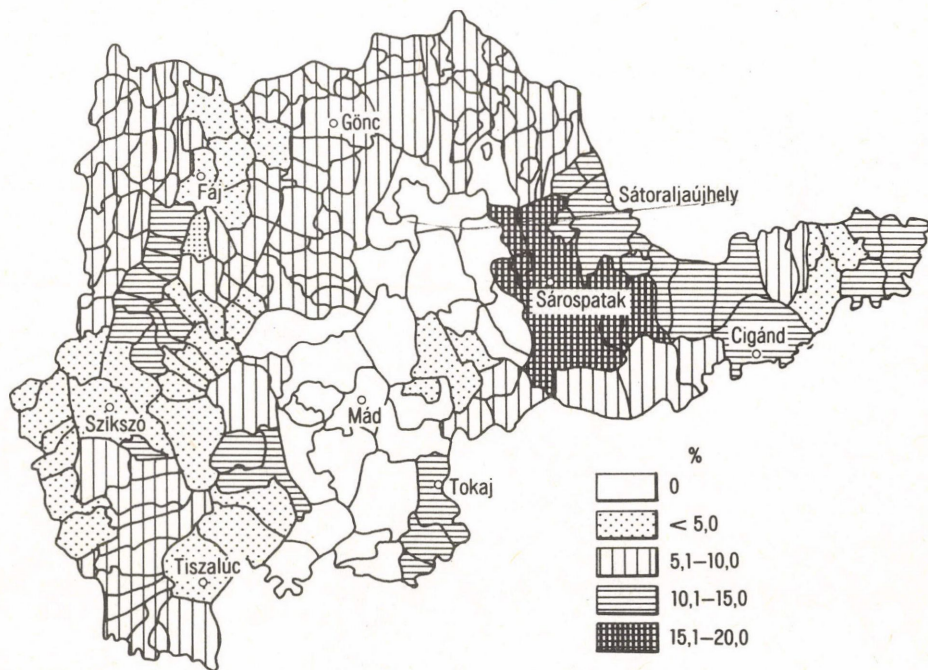 Gönc
Fáj
Sátoraljaújhely
Sárospatak
Cigánd
Szikszó
Mád
Tokaj
Tiszalúc
%
0
< 5,0
5,1–10,0
10,1–15,0
15,1–20,0